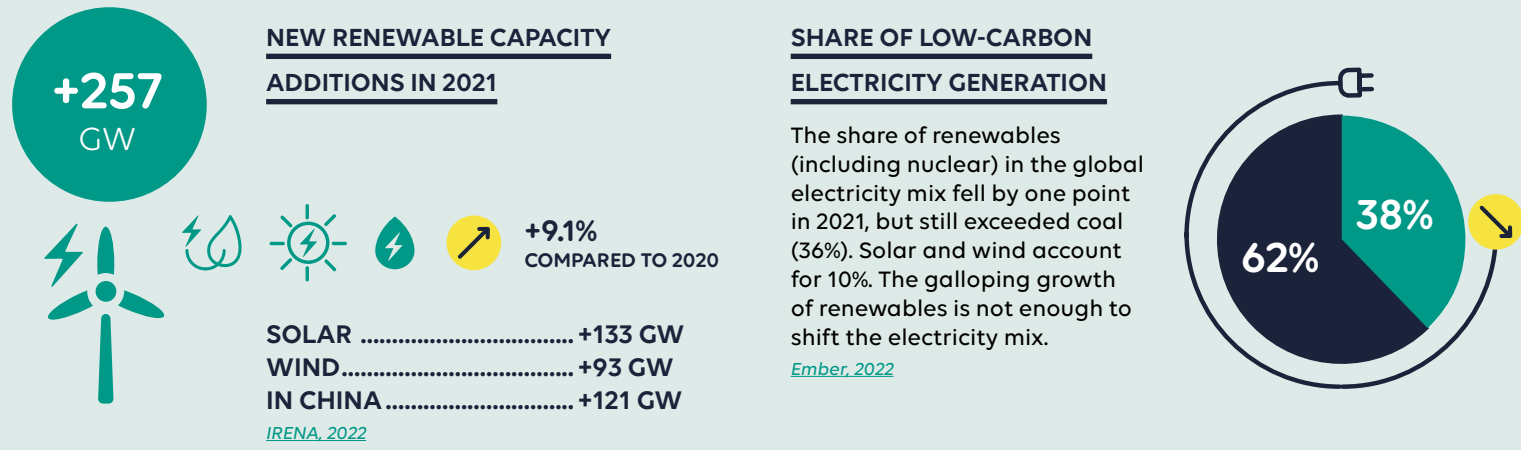 +257
GW
NEW RENEWABLE CAPACITY
ADDITIONS IN 2021
+9.1%
COMPARED TO 2020
SOLAR ................................. +133 GW
WIND................................... +93 GW
IN CHINA ............................. +121 GW
IRENA, 2022
SHARE OF LOW-CARBON
ELECTRICITY GENERATION
The share of renewables
(including nuclear) in the global
electricity mix fell by one point
in 2021, but still exceeded coal
(36%). Solar and wind account
for 10%. The galloping growth
of renewables is not enough to
shift the electricity mix.
Ember, 2022
38%
62%